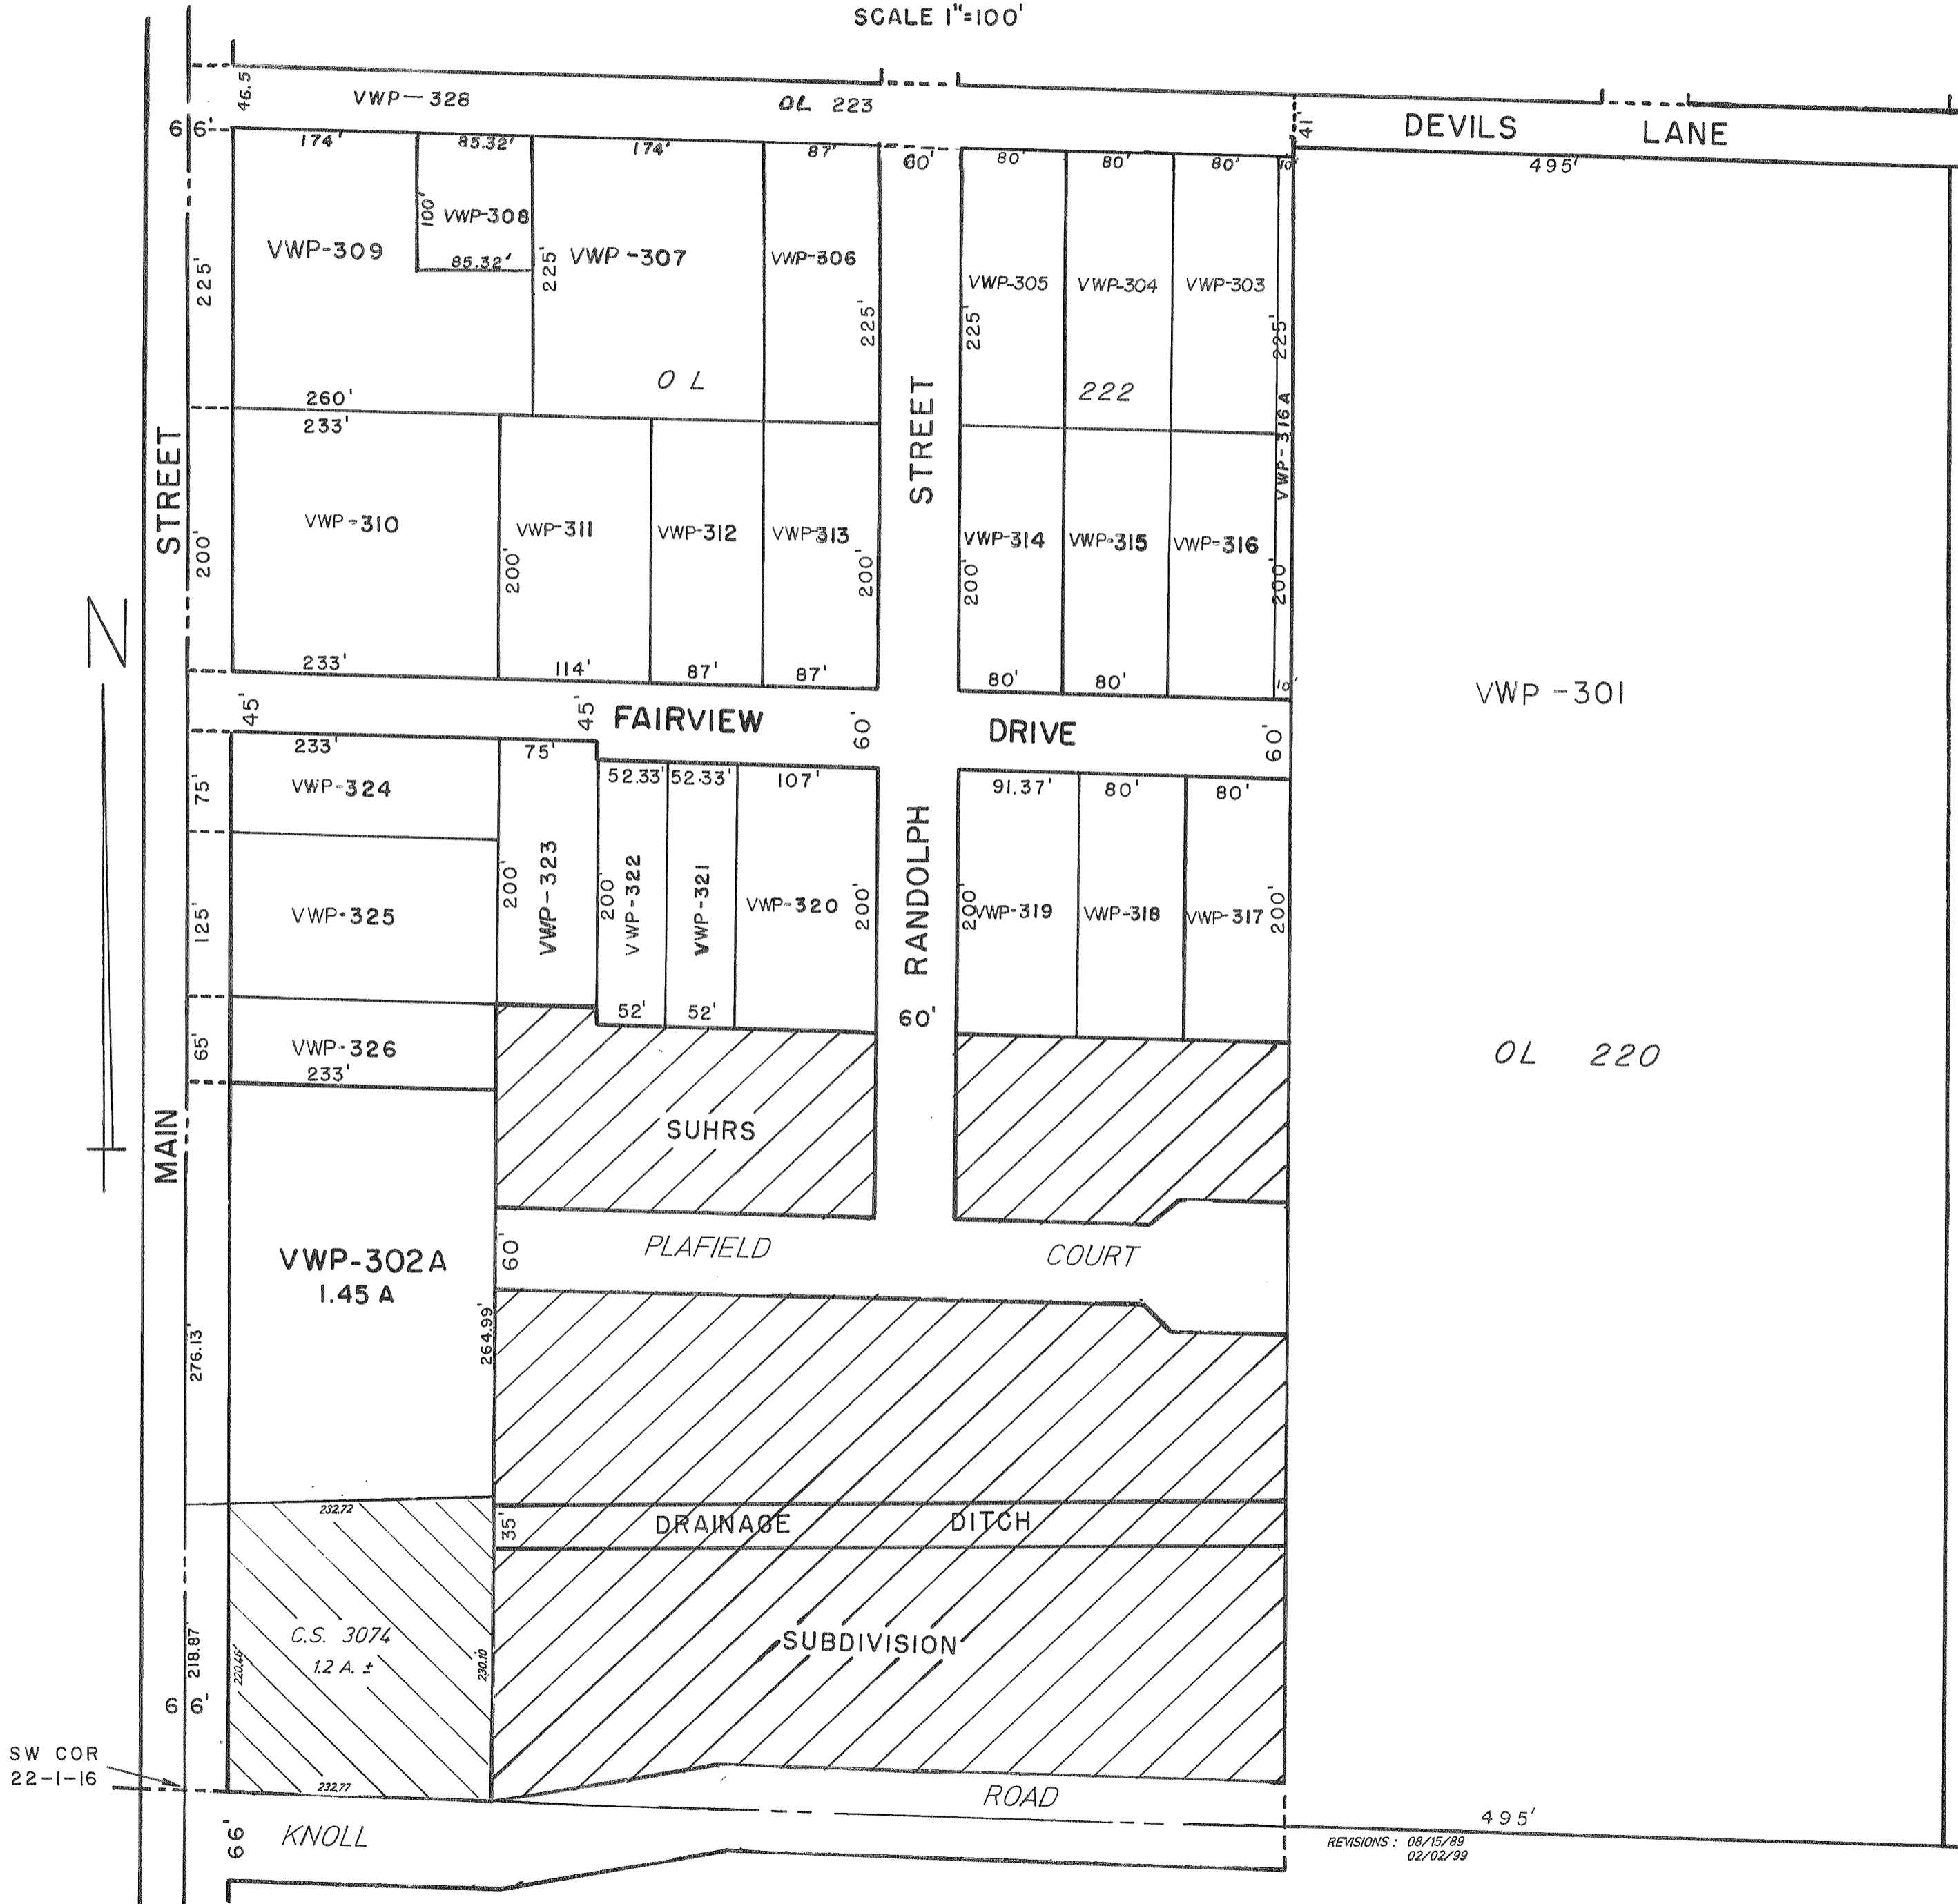 SCALE 1"=100'
46.5
VWP—328
OL 223
66'
174'
85.32'
174'
87'
60'
80'
80'
80'
10'
41'
DEVILS LANE
495'
100'
VWP-308
VWP-309
85.32'
225'
225'
VWP-307
VWP-306
225'
VWP-305
VWP-304
VWP-303
225'
225'
OL 222
VWP-316A
260'
233'
STREET
STREET
200'
VWP-310
VWP-311
VWP-312
VWP-313
VWP-314
VWP-315
VWP-316
200'
200'
200'
200'
N
233'
114'
87'
87'
80'
80'
10'
VWP-301
45'
45'
FAIRVIEW DRIVE
60'
60'
233'
75'
52.33'
52.33'
107'
91.37'
80'
80'
75'
VWP-324
125'
VWP-325
200'
VWP-323
200'
VWP-322
VWP-321
VWP-320
200'
RANDOLPH
200'
VWP-319
VWP-318
VWP-317
200'
52'
52'
60'
65'
VWP-326
233'
OL 220
MAIN
SUHRS
60'
PLAFIELD COURT
VWP-302A
1.45 A
276.13'
264.99'
232.72
35'
DRAINAGE DITCH
C.S. 3074
1.2 A. ±
218.87'
220.46'
230.10
SUBDIVISION
66'
SW COR
22-1-16
232.77
ROAD
495'
66'
KNOLL
REVISIONS: 08/15/89
02/02/99